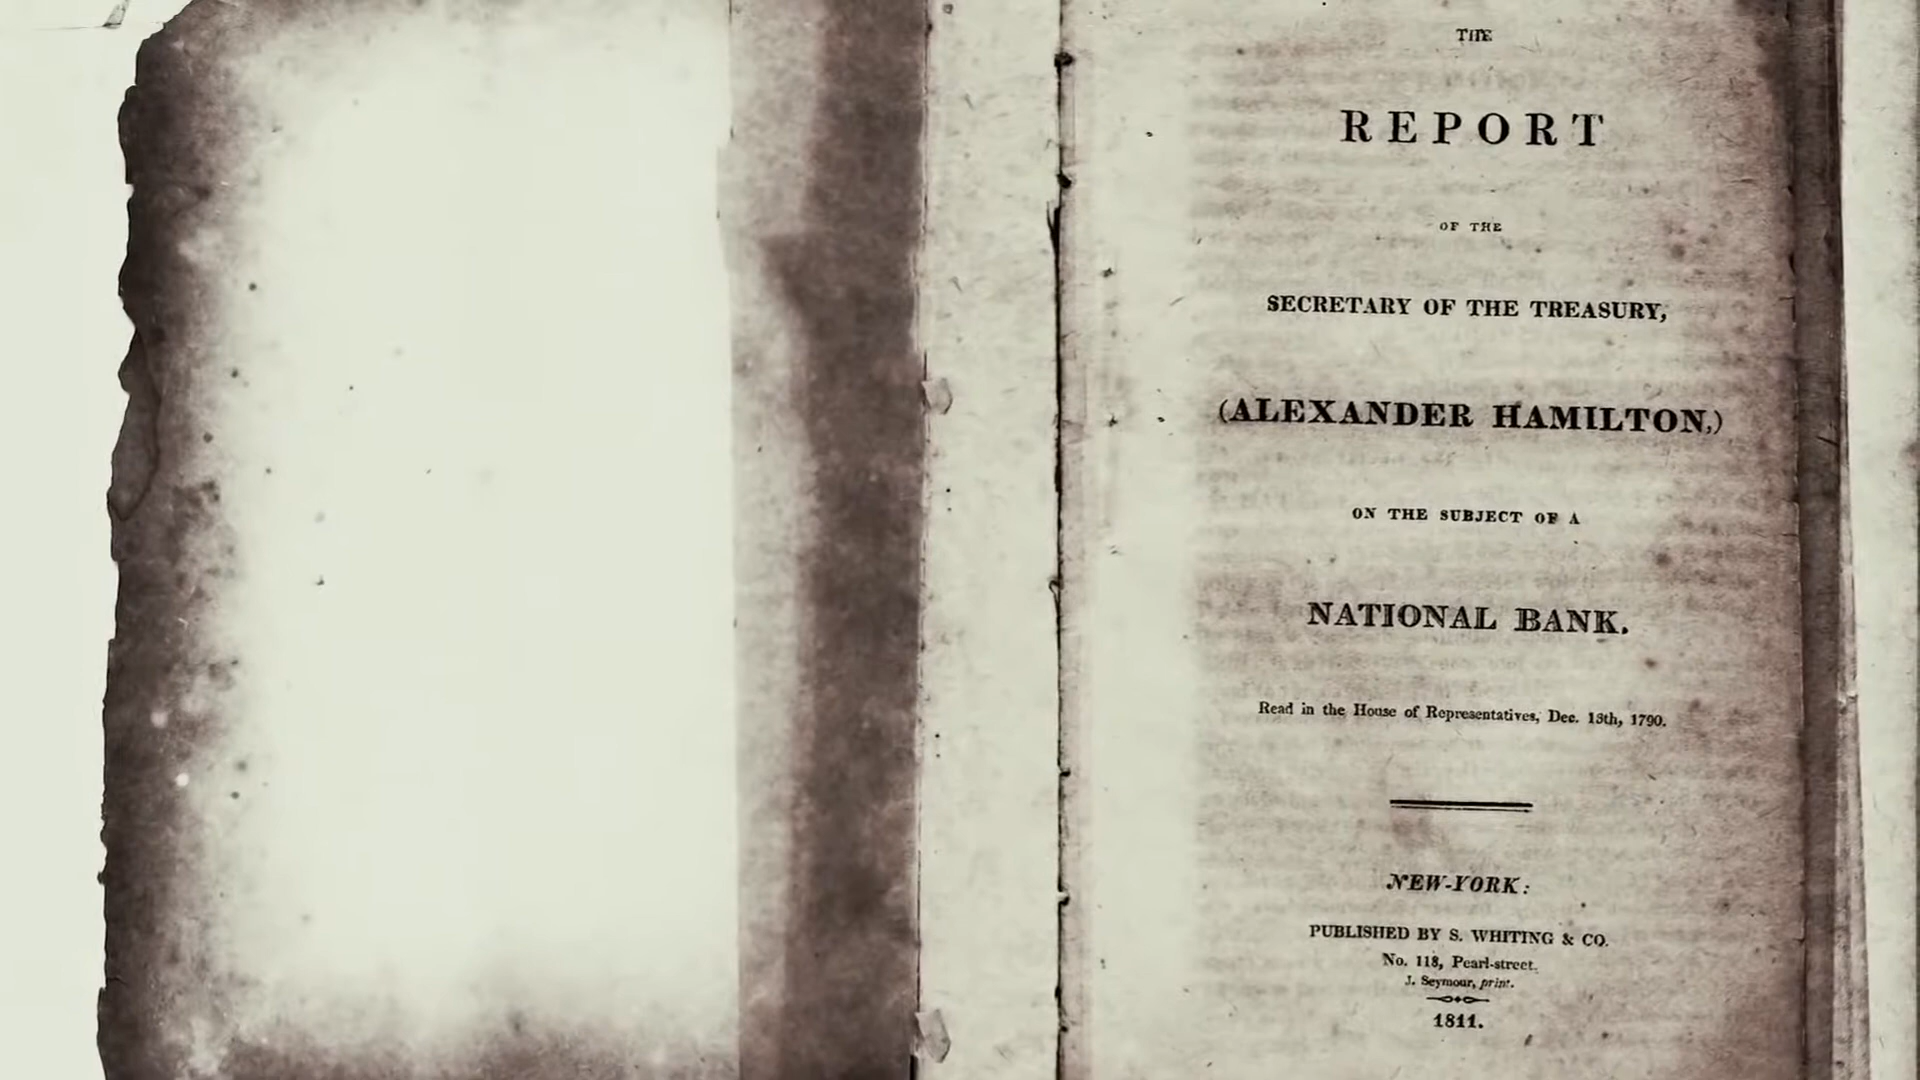 THE
REPORT
OF THE
SECRETARY OF THE TREASURY,
(ALEXANDER HAMILTON,)
ON THE SUBJECT OF A
NATIONAL BANK.
Read in the House of Representatives, Dec. 13th, 1790.
NEW-YORK:
PUBLISHED BY S. WHITING & CO.
No. 118, Pearl-street.
J. Seymour, print.
1811.